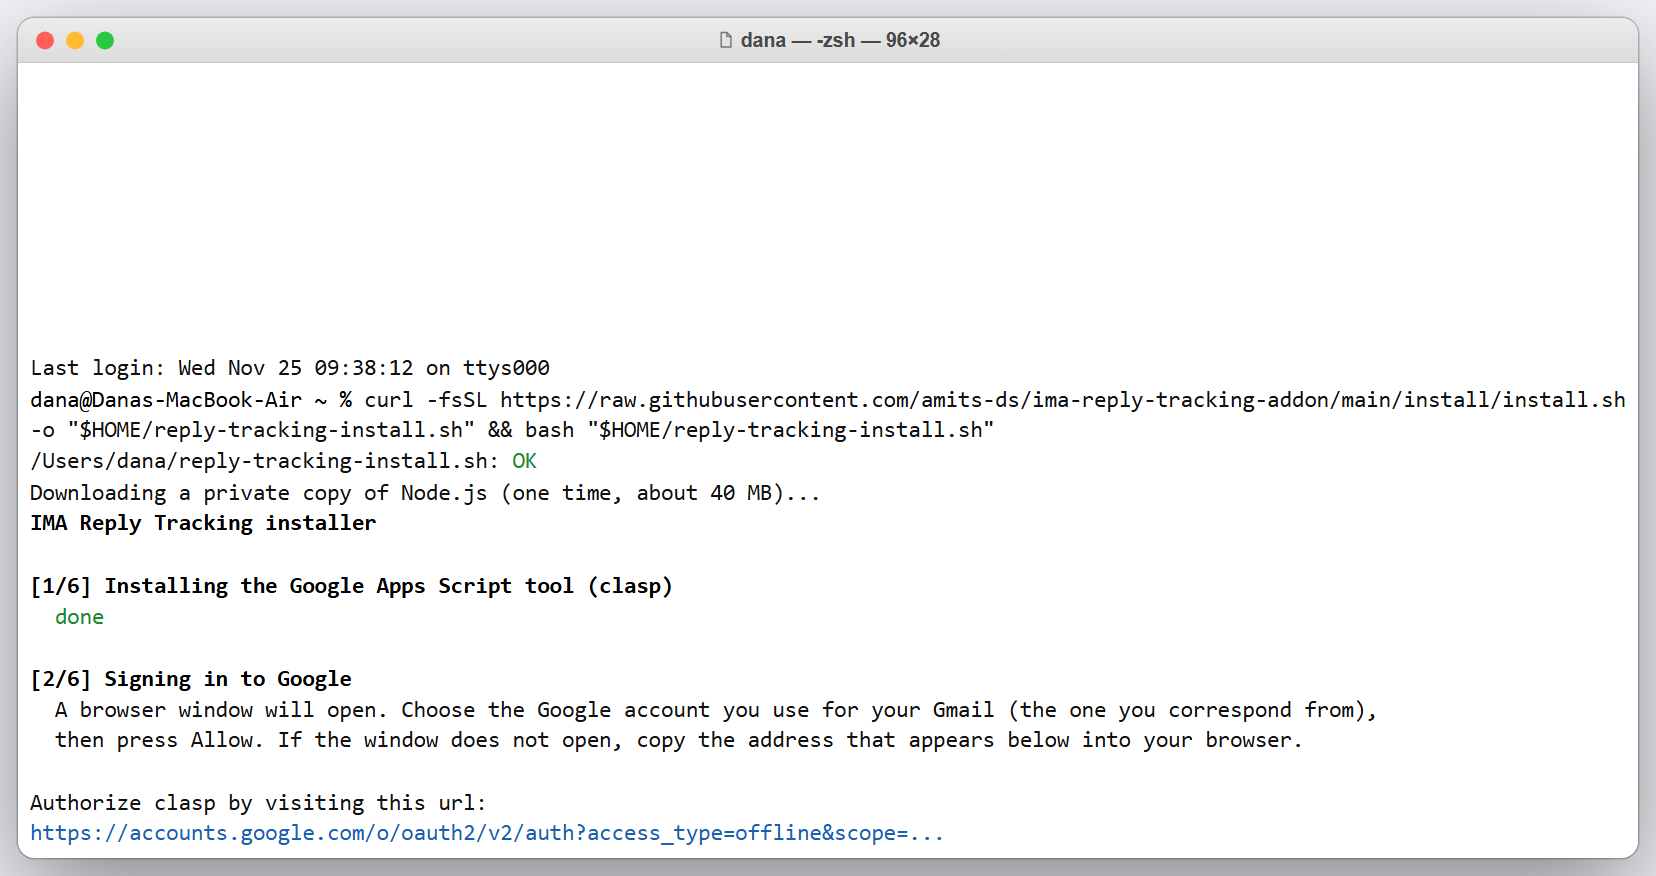 dana — -zsh — 96×28
Last login: Wed Nov 25 09:38:12 on ttys000
dana@Danas-MacBook-Air ~ % curl -fsSL https://raw.githubusercontent.com/amits-ds/ima-reply-tracking-addon/main/install/install.sh
-o "$HOME/reply-tracking-install.sh" && bash "$HOME/reply-tracking-install.sh"
/Users/dana/reply-tracking-install.sh: OK
Downloading a private copy of Node.js (one time, about 40 MB)...
IMA Reply Tracking installer
[1/6] Installing the Google Apps Script tool (clasp)
done
[2/6] Signing in to Google
A browser window will open. Choose the Google account you use for your Gmail (the one you correspond from),
then press Allow. If the window does not open, copy the address that appears below into your browser.
Authorize clasp by visiting this url:
https://accounts.google.com/o/oauth2/v2/auth?access_type=offline&scope=...